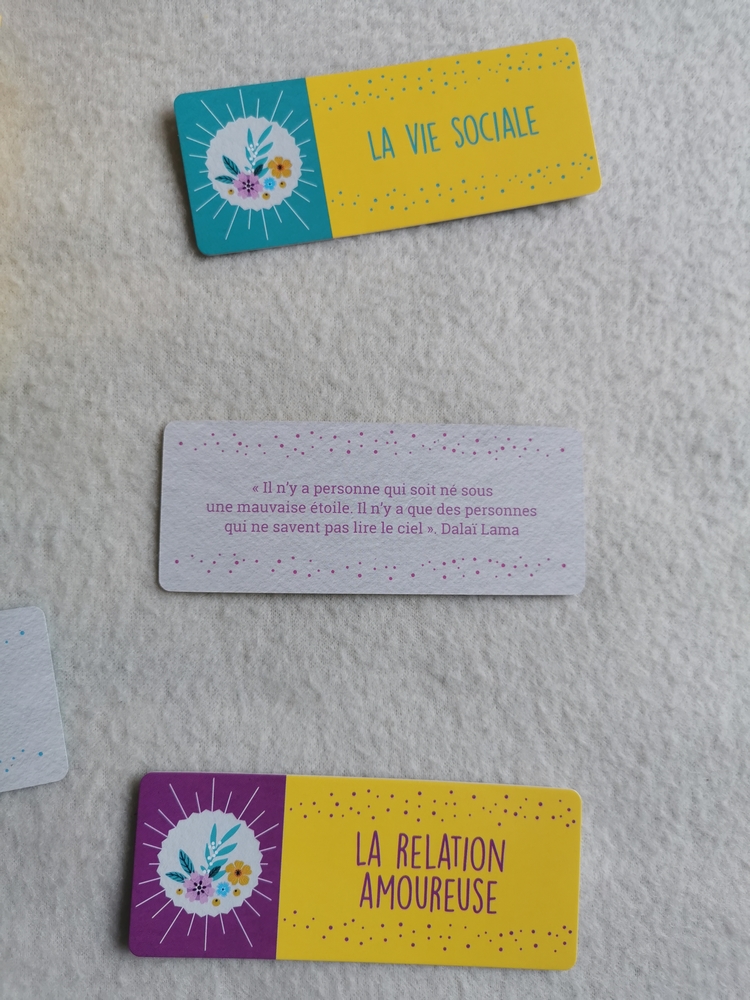 LA VIE SOCIALE
« Il n'y a personne qui soit né sous
une mauvaise étoile. Il n'y a que des personnes
qui ne savent pas lire le ciel ». Dalaï Lama
LA RELATION
AMOUREUSE